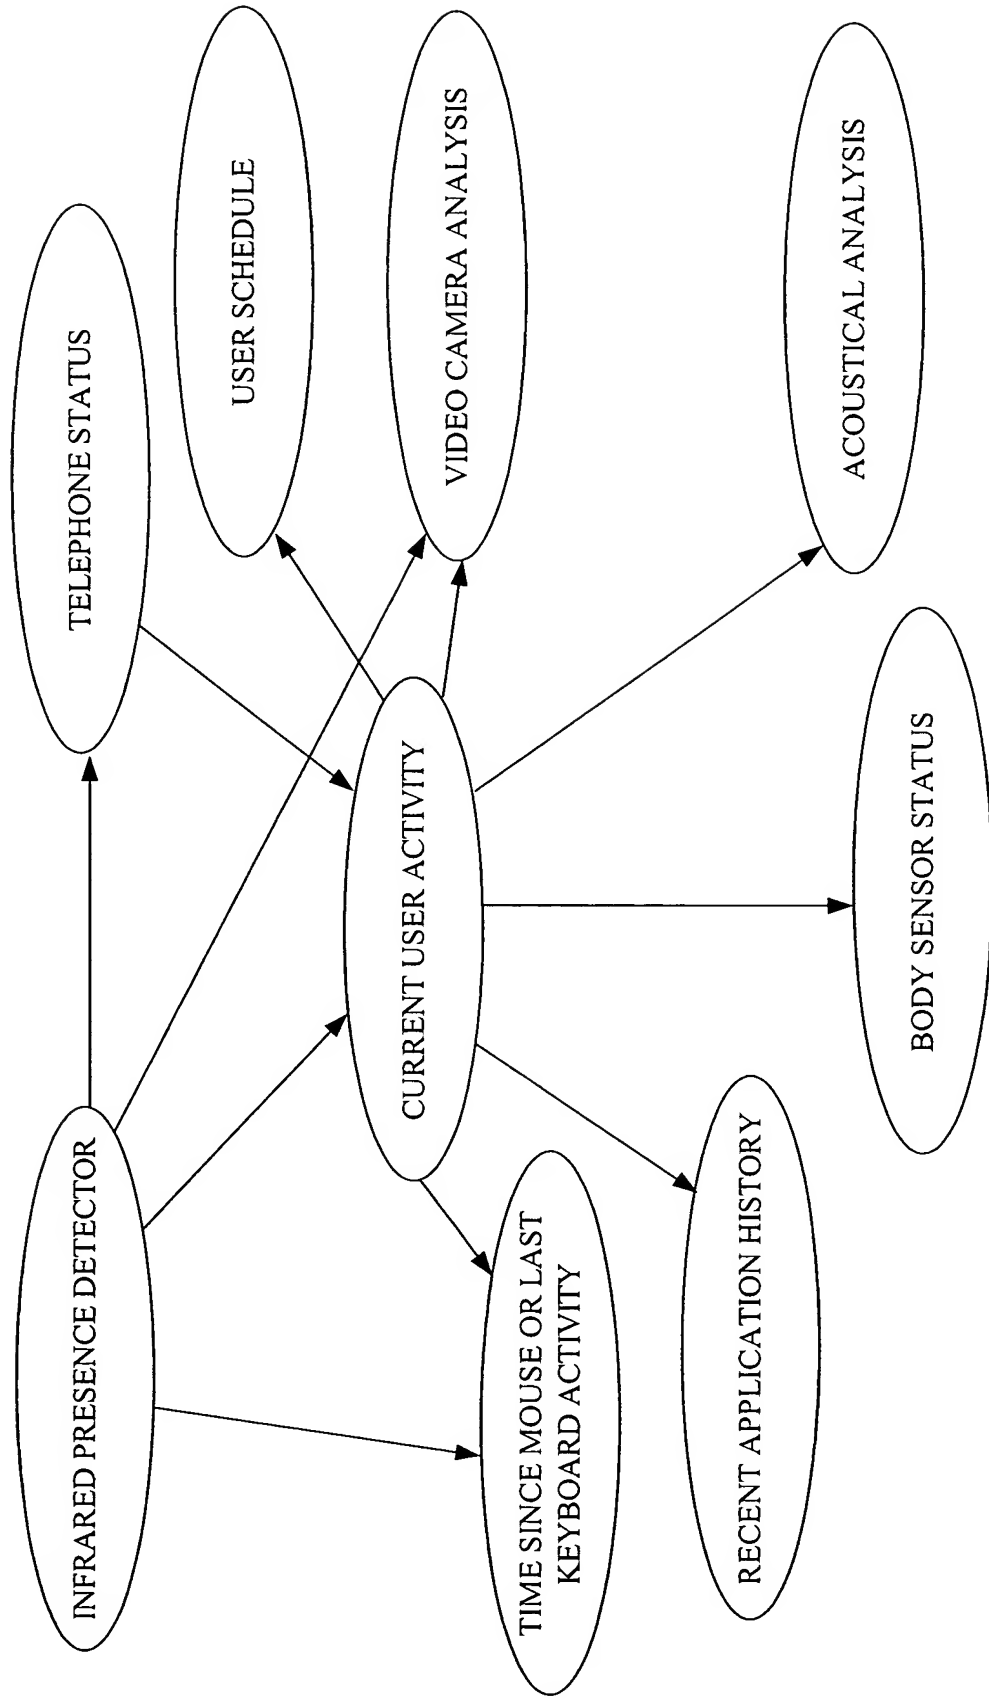 INFRARED PRESENCE DETECTOR
TELEPHONE STATUS
USER SCHEDULE
CURRENT USER ACTIVITY
VIDEO CAMERA ANALYSIS
TIME SINCE MOUSE OR LAST
KEYBOARD ACTIVITY
RECENT APPLICATION HISTORY
BODY SENSOR STATUS
ACOUSTICAL ANALYSIS